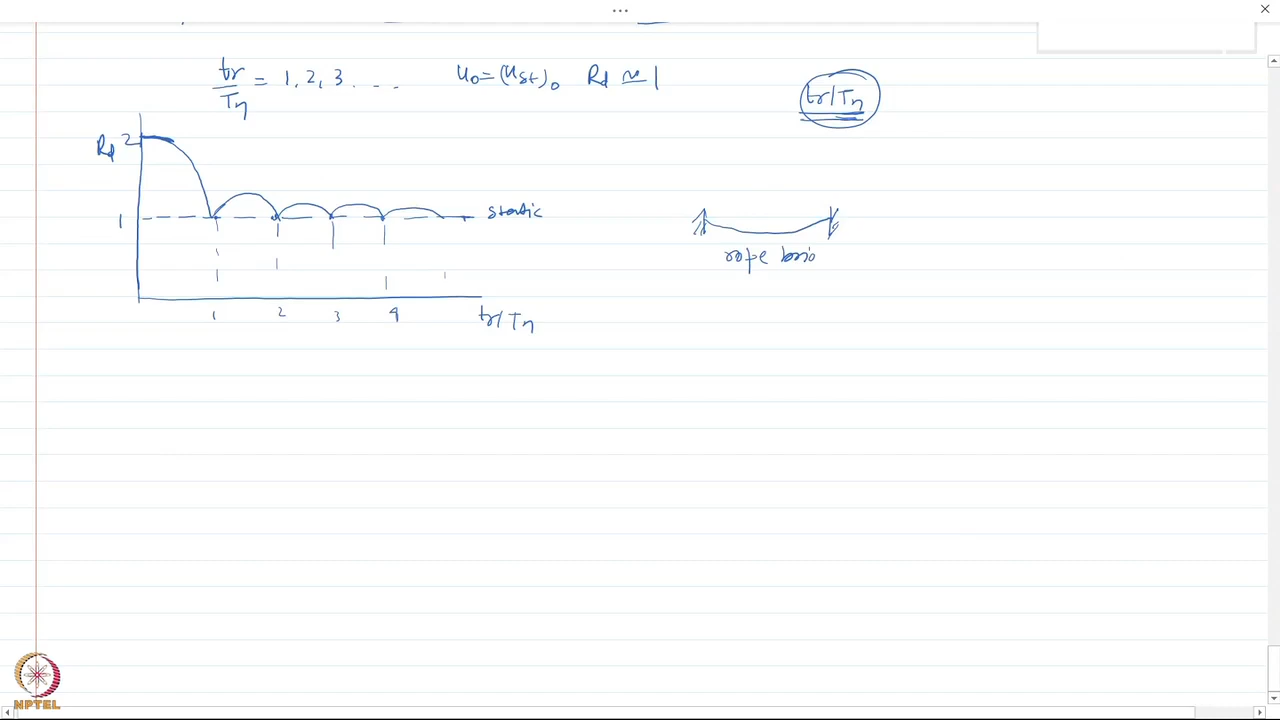 tr/Tn = 1, 2, 3 . . . .
u0 = (ust)0 Rd ≃ 1
tr/Tn
Rd 2
1
static
rope
1 2 3 4 tr/Tn
NPTEL